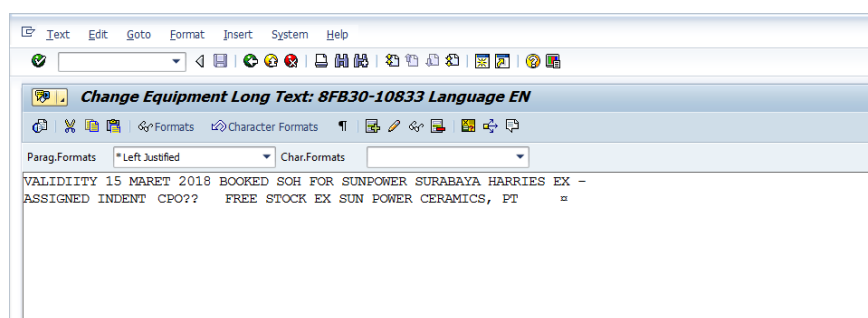 Text Edit Goto Format Insert System Help
Change Equipment Long Text: 8FB30-10833 Language EN
Formats Character Formats ¶
Parag.Formats * Left Justified Char.Formats
VALIDIITY 15 MARET 2018 BOOKED SOH FOR SUNPOWER SURABAYA HARRIES EX -
ASSIGNED INDENT CPO?? FREE STOCK EX SUN POWER CERAMICS, PT ¤